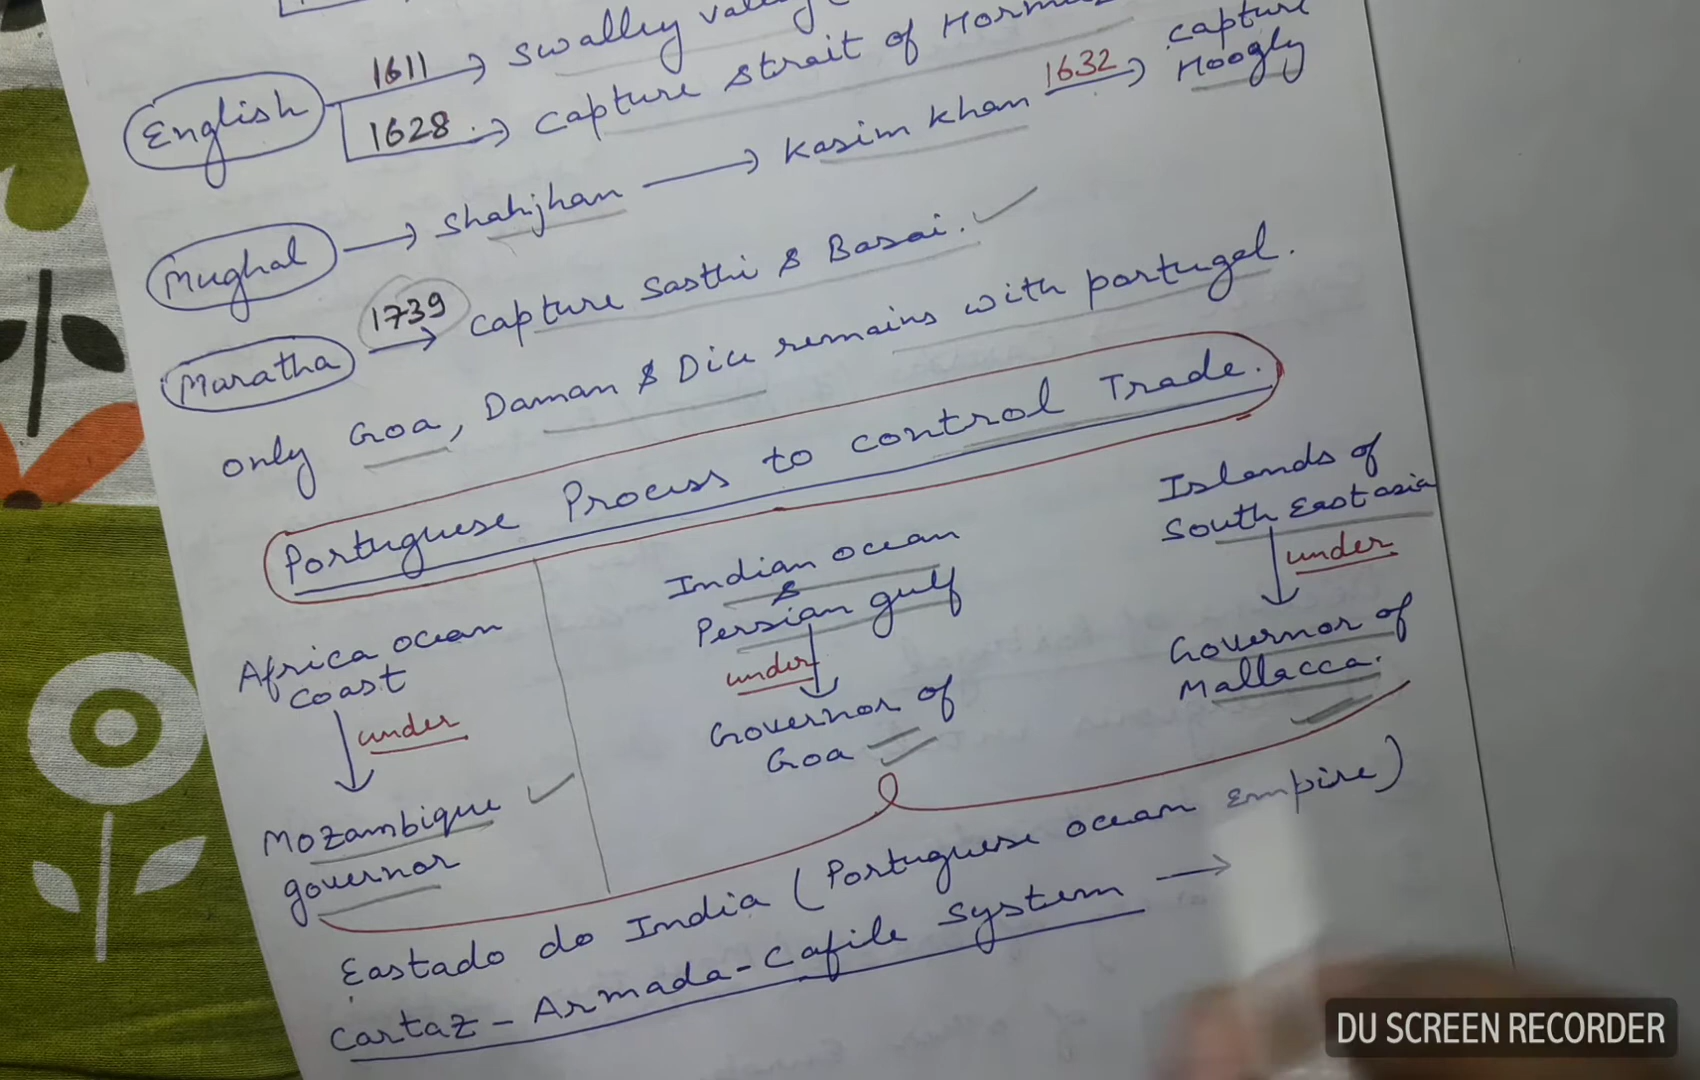 English 1611 → Swalley
1628 → Capture Strait of
Mughal → Shahjhan → Kasim Khan 1632 → capture Hoogly
Maratha 1739 → Capture Sasthi & Basai.
only Goa, Daman & Diu remains with portugal.
Portuguese Process to control Trade.
Africa ocean
coast
under
Mozambique
governor
Indian ocean
&
Persian gulf
under
Governor of
Goa
Islands of
South East asia
under
Governor of
Mallacca.
Eastado do India (Portuguese ocean Empire)
Cartaz - Armada - Cafile System →
DU SCREEN RECORDER